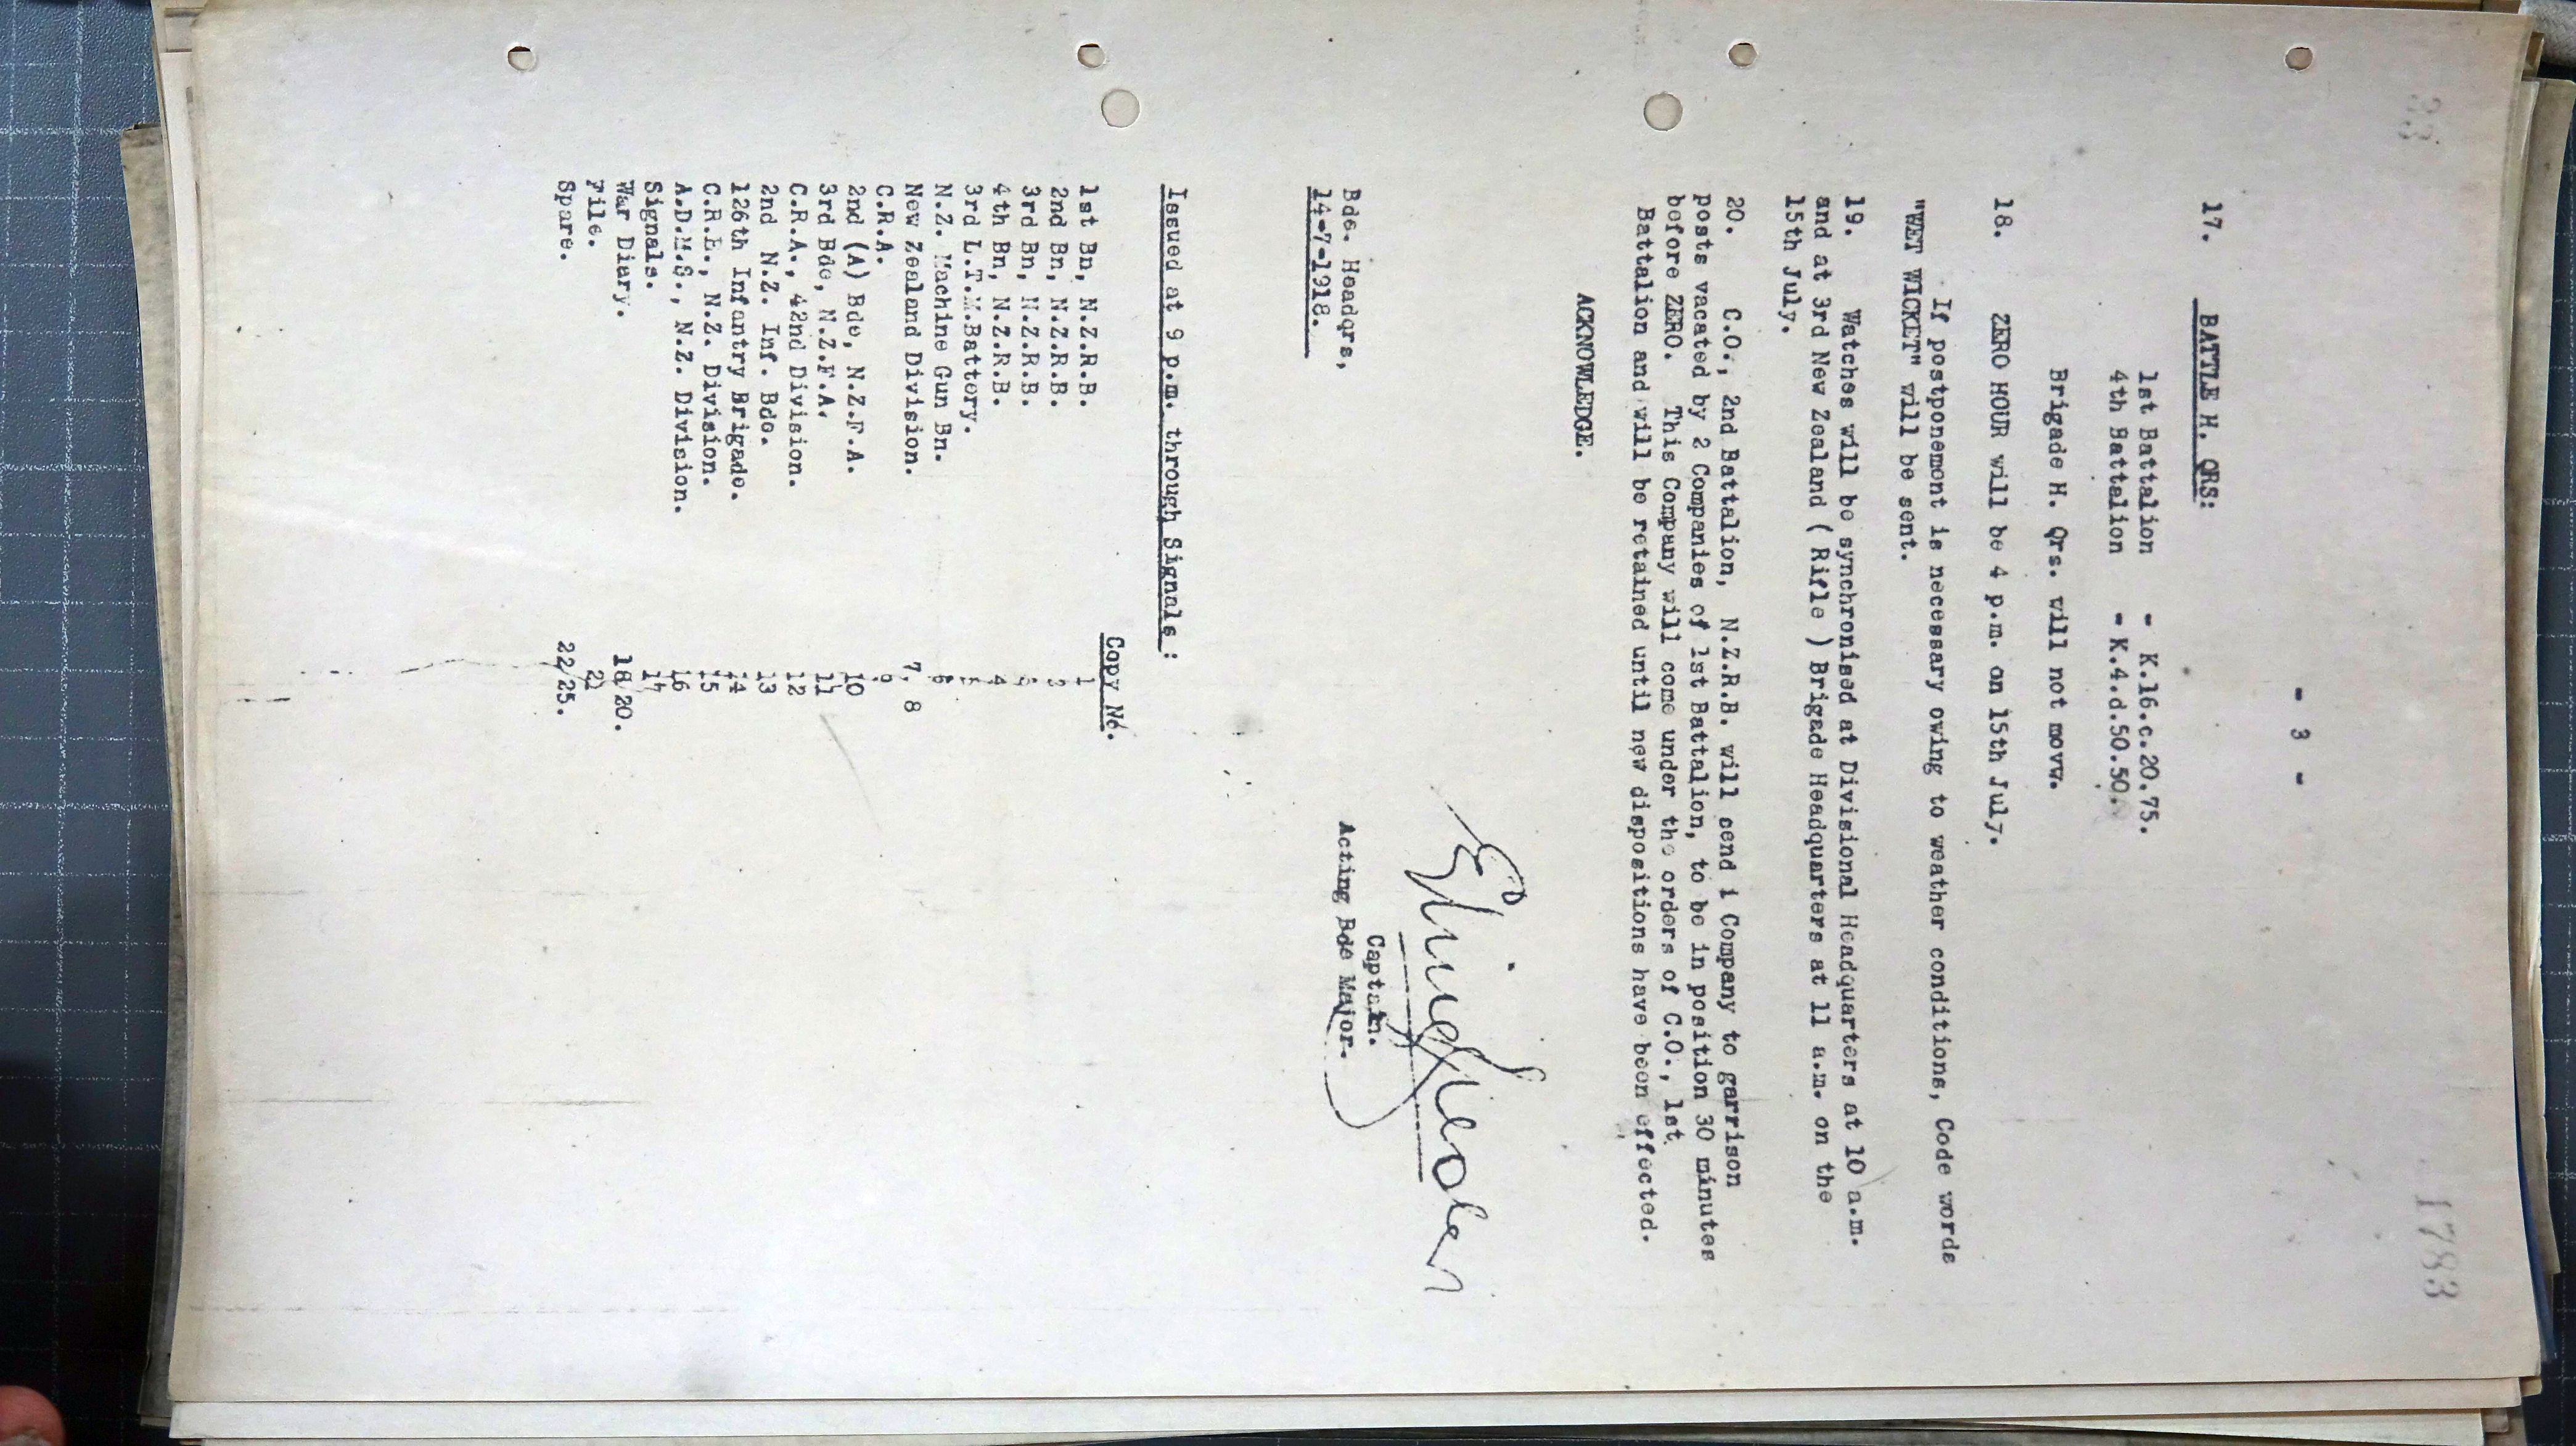 33
1783
- 3 -
17. BATTLE H. QRS:
1st Battalion - K.16.c.20.75.
4th Battalion - K.4.d.50.50.
Brigade H. Qrs. will not movw.
18. ZERO HOUR will be 4 p.m. on 15th July.
If postponement is necessary owing to weather conditions, Code words
"WET WICKET" will be sent.
19. Watches will be synchronised at Divisional Headquarters at 10 a.m.
and at 3rd New Zealand ( Rifle ) Brigade Headquarters at 11 a.m. on the
15th July.
20. C.O., 2nd Battalion, N.Z.R.B. will send 1 Company to garrison
posts vacated by 2 Companies of 1st Battalion, to be in position 30 minutes
before ZERO. This Company will come under the orders of C.O., 1st
Battalion and will be retained until new dispositions have been effected.
ACKNOWLEDGE.
Captain.
Bde. Headqrs, Acting Bde Major.
14-7-1918.
Issued at 9 p.m. through Signals :
Copy No.
1st Bn, N.Z.R.B. 1
2nd Bn, N.Z.R.B. 2
3rd Bn, N.Z.R.B. 3
4th Bn, N.Z.R.B. 4
3rd L.T.M.Battery. 5
N.Z. Machine Gun Bn. 6
New Zealand Division. 7, 8
C.R.A. 9
2nd (A) Bde, N.Z.F.A. 10
3rd Bde, N.Z.F.A. 11
C.R.A., 42nd Division. 12
2nd N.Z. Inf. Bde. 13
126th Infantry Brigade. 14
C.R.E., N.Z. Division. 15
A.D.M.S., N.Z. Division. 16
Signals. 17
War Diary. 18/20.
File. 21
Spare. 22/25.